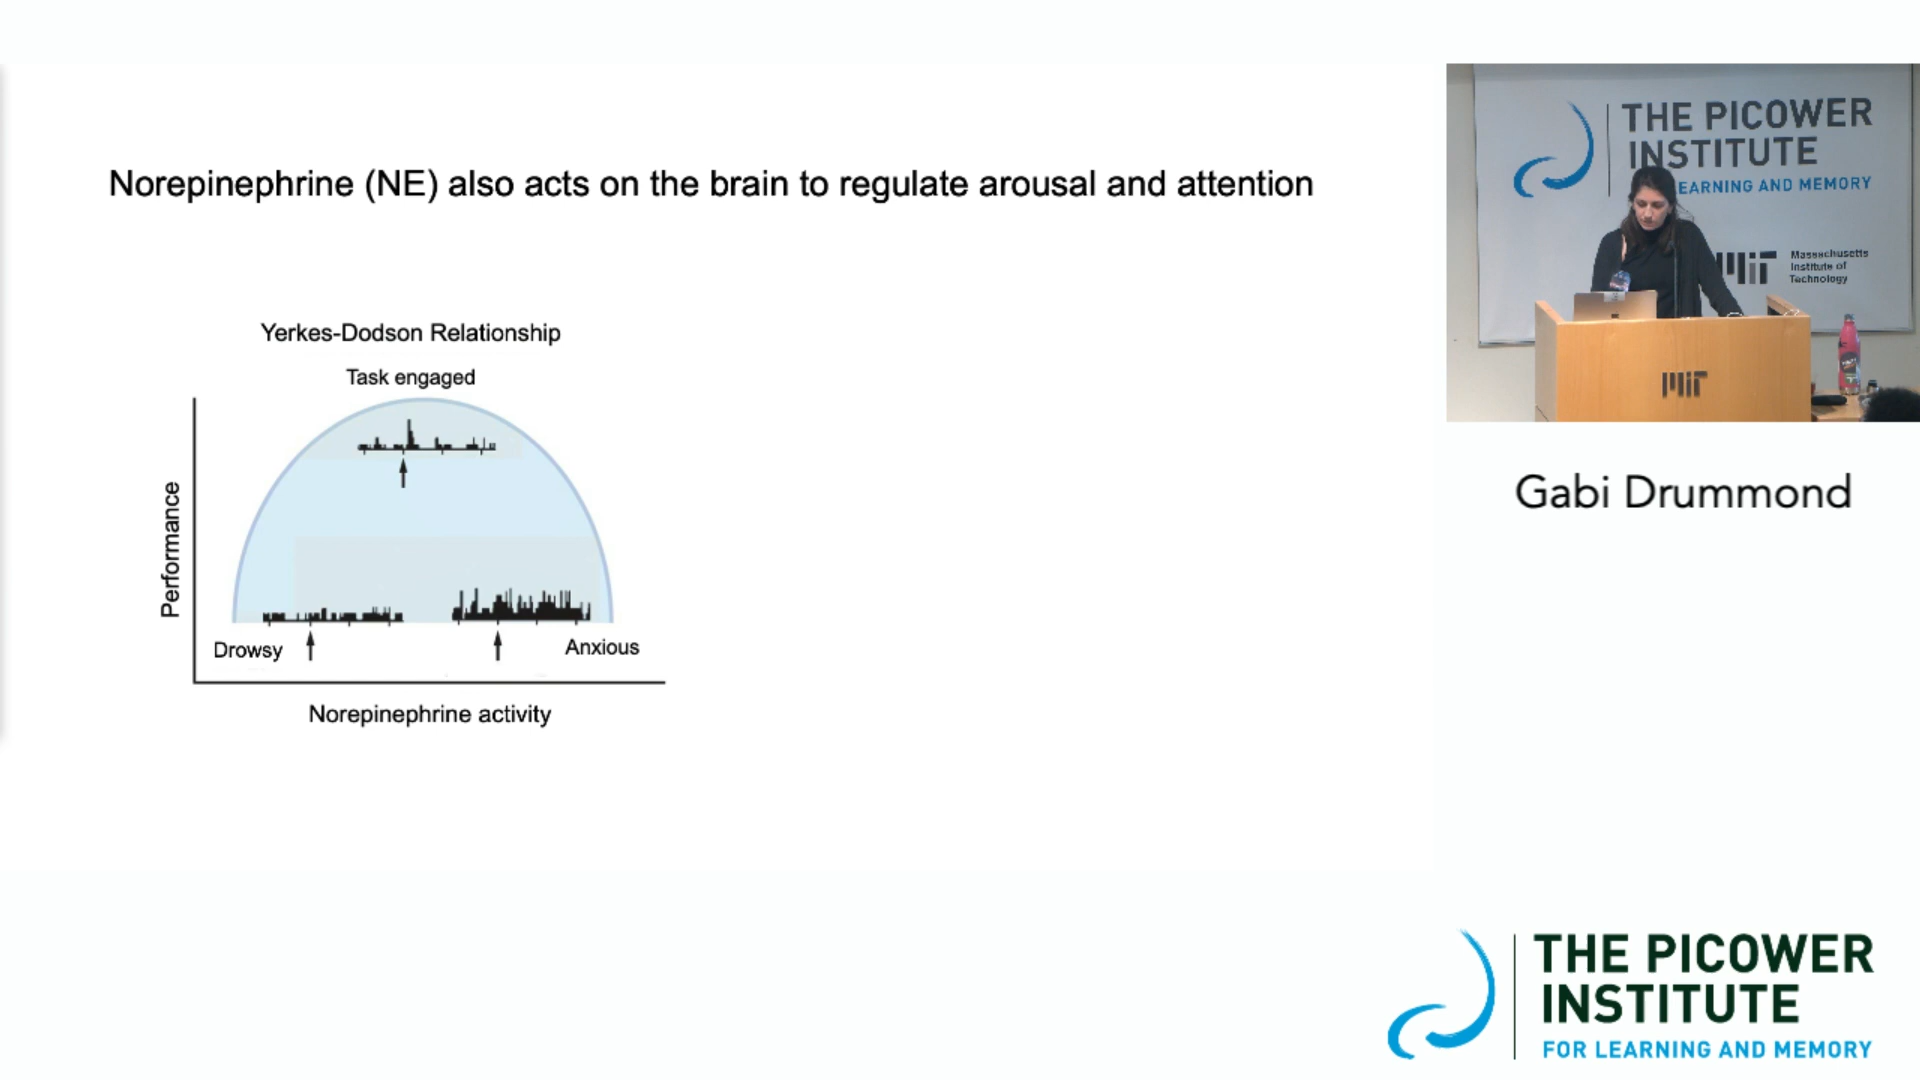 Norepinephrine (NE) also acts on the brain to regulate arousal and attention
Yerkes-Dodson Relationship
Task engaged
Performance
Drowsy
Anxious
Norepinephrine activity
THE PICOWER
INSTITUTE
EARNING AND MEMORY
MIT
Massachusetts
Institute of
Technology
MIT
Gabi Drummond
THE PICOWER
INSTITUTE
FOR LEARNING AND MEMORY